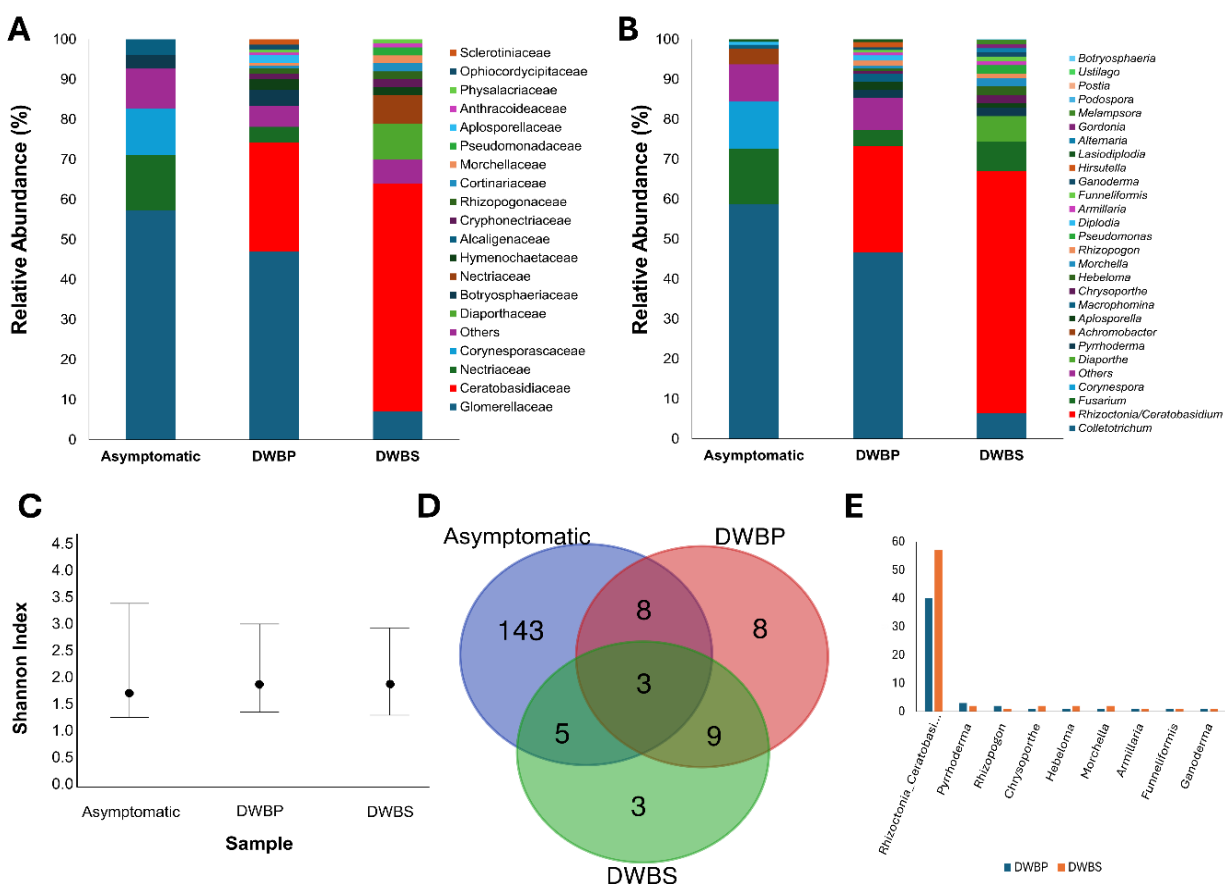 A
Relative Abundance (%)
100
90
80
70
60
50
40
30
20
10
0
Asymptomatic
DWBP
DWBS
Sclerotiniaceae
Ophiocordycipitaceae
Physalacriaceae
Anthracoideaceae
Aplosporellaceae
Pseudomonadaceae
Morchellaceae
Cortinariaceae
Rhizopogonaceae
Cryphonectriaceae
Alcaligenaceae
Hymenochaetaceae
Nectriaceae
Botryosphaeriaceae
Diaporthaceae
Others
Corynesporascaceae
Nectriaceae
Ceratobasidiaceae
Glomerellaceae
B
Relative Abundance (%)
100
90
80
70
60
50
40
30
20
10
0
Asymptomatic
DWBP
DWBS
Botryosphaeria
Ustilago
Postia
Podospora
Melampsora
Gordonia
Alternaria
Lasiodiplodia
Hirsutella
Ganoderma
Funneliformis
Armillaria
Diplodia
Pseudomonas
Rhizopogon
Morchella
Hebeloma
Chrysoporthe
Macrophomina
Aplosporella
Achromobacter
Pyrrhoderma
Diaporthe
Others
Corynespora
Fusarium
Rhizoctonia/Ceratobasidium
Colletotrichum
C
Shannon Index
4.5
4.0
3.5
3.0
2.5
2.0
1.5
1.0
0.5
0.0
Asymptomatic
DWBP
DWBS
Sample
D
Asymptomatic
DWBP
143
8
8
3
5
9
3
DWBS
E
60
50
40
30
20
10
0
Rhizoctonia_Ceratobasi...
Pyrrhoderma
Rhizopogon
Chrysoporthe
Hebeloma
Morchella
Armillaria
Funneliformis
Ganoderma
DWBP
DWBS